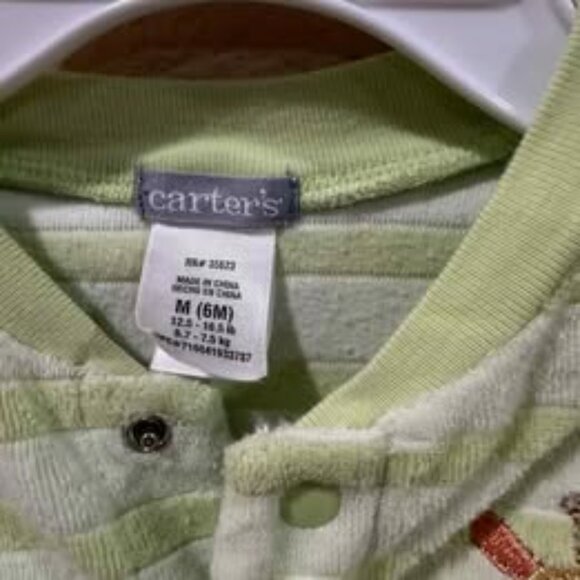 carter's
RN# 35623
MADE IN CHINA
HECHO EN CHINA
M (6M)
12.5 - 16.5 lb
5.7 - 7.5 kg